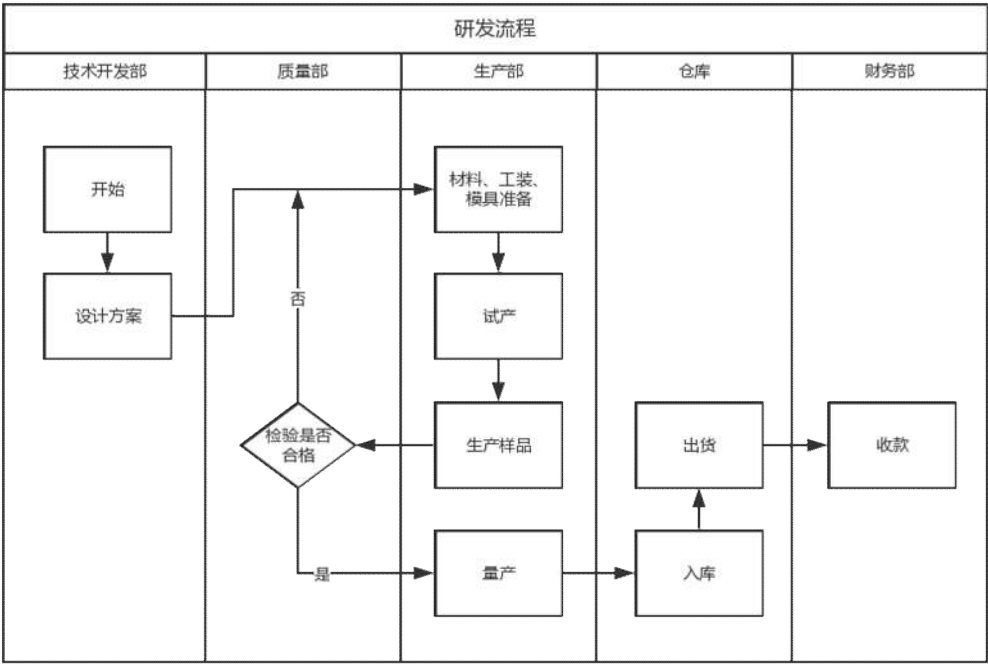 研发流程
技术开发部
质量部
生产部
仓库
财务部
开始
材料、工装、
模具准备
设计方案
否
试产
检验是否
合格
生产样品
出货
收款
是
量产
入库